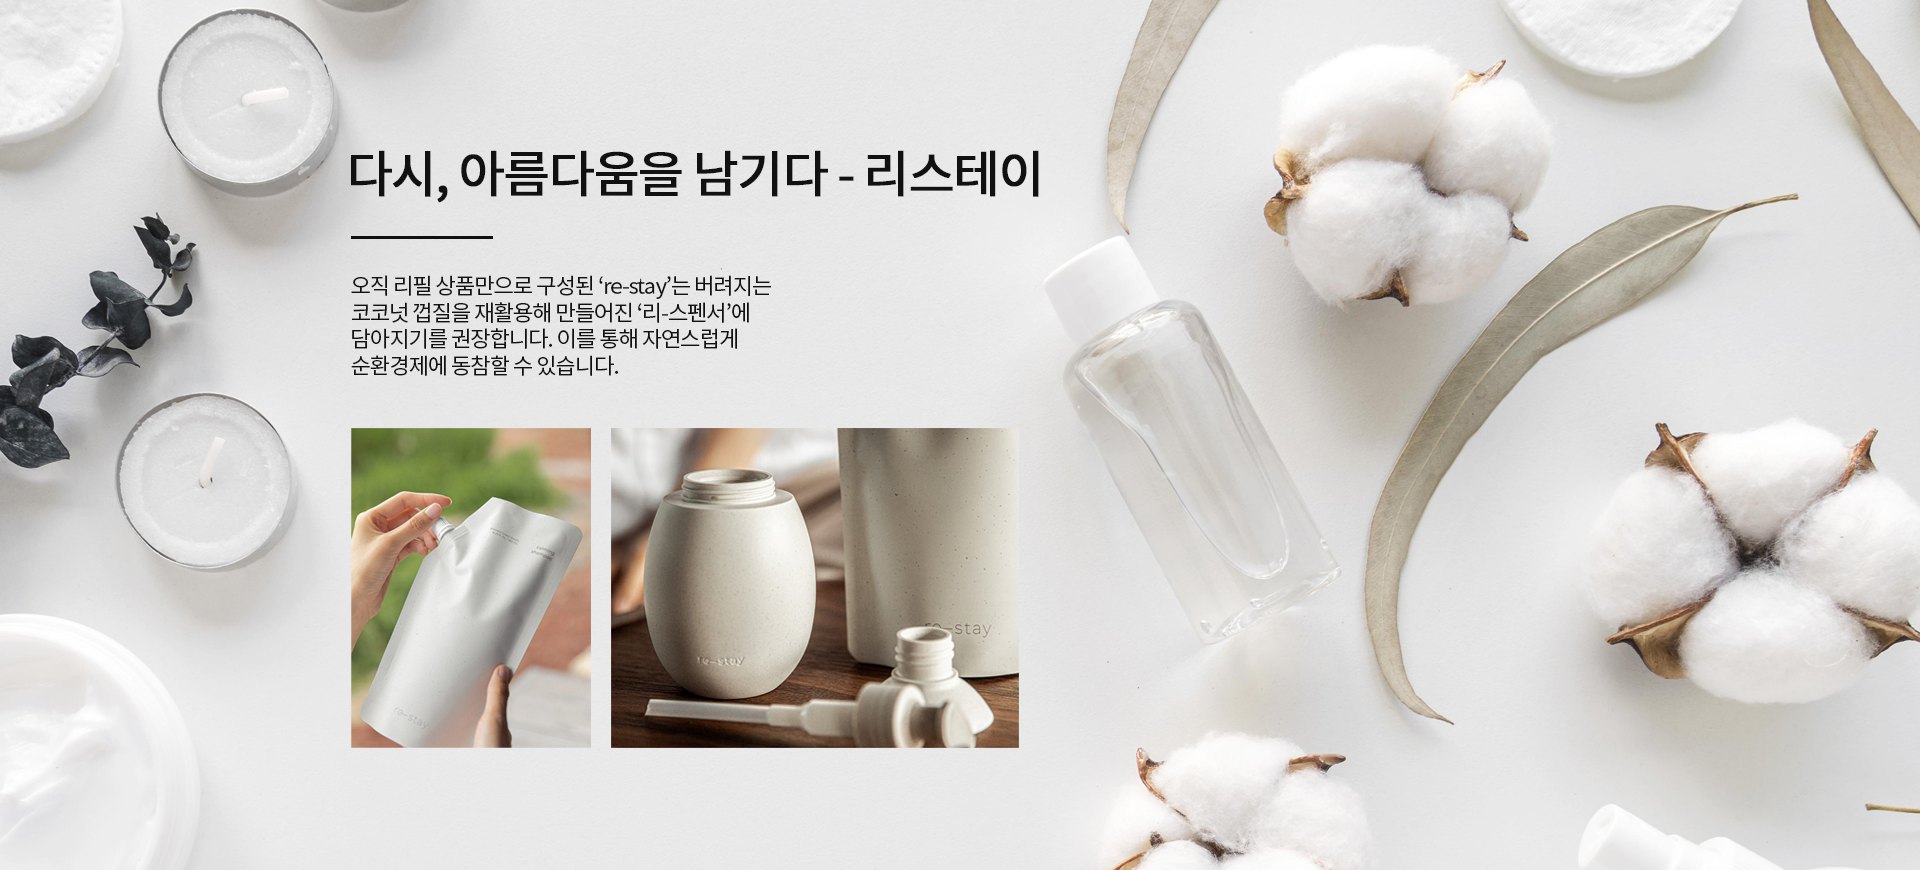 다시, 아름다움을 남기다 - 리스테이
오직 리필 상품만으로 구성된 ‘re-stay’는 버려지는
코코넛 껍질을 재활용해 만들어진 ‘리-스펜서’에
담아지기를 권장합니다. 이를 통해 자연스럽게
순환경제에 동참할 수 있습니다.
re-stay
re-stay
re-stay